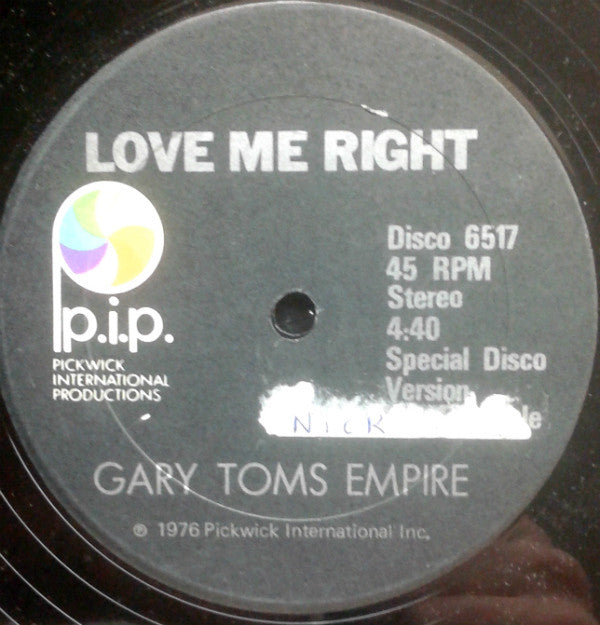 LOVE ME RIGHT
p.i.p.
PICKWICK
INTERNATIONAL
PRODUCTIONS
Disco 6517
45 RPM
Stereo
4:40
Special Disco
Version
NICK
GARY TOMS EMPIRE
℗ 1976 Pickwick International Inc.